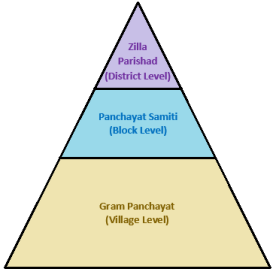 Zilla
Parishad
(District Level)
Panchayat Samiti
(Block Level)
Gram Panchayat
(Village Level)